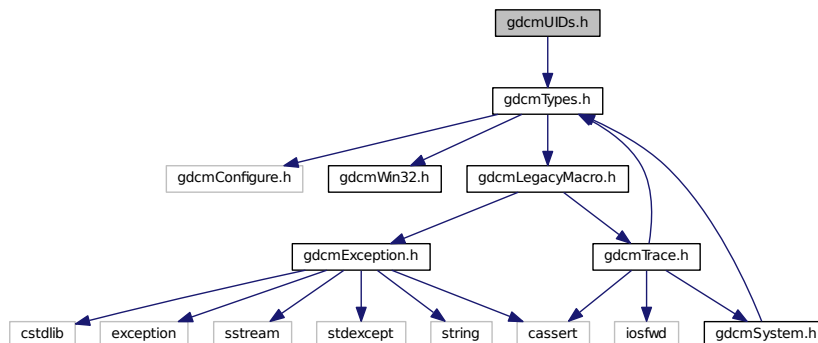 gdcmUIDs.h
gdcmTypes.h
gdcmConfigure.h
gdcmWin32.h
gdcmLegacyMacro.h
gdcmException.h
gdcmTrace.h
cstdlib
exception
sstream
stdexcept
string
cassert
iosfwd
gdcmSystem.h